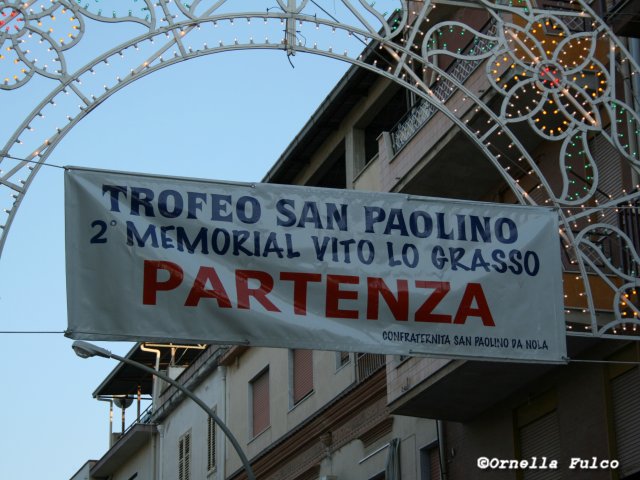 TROFEO SAN PAOLINO
2° MEMORIAL VITO LO GRASSO
PARTENZA
CONFRATERNITA SAN PAOLINO DA NOLA
©Ornella Fulco